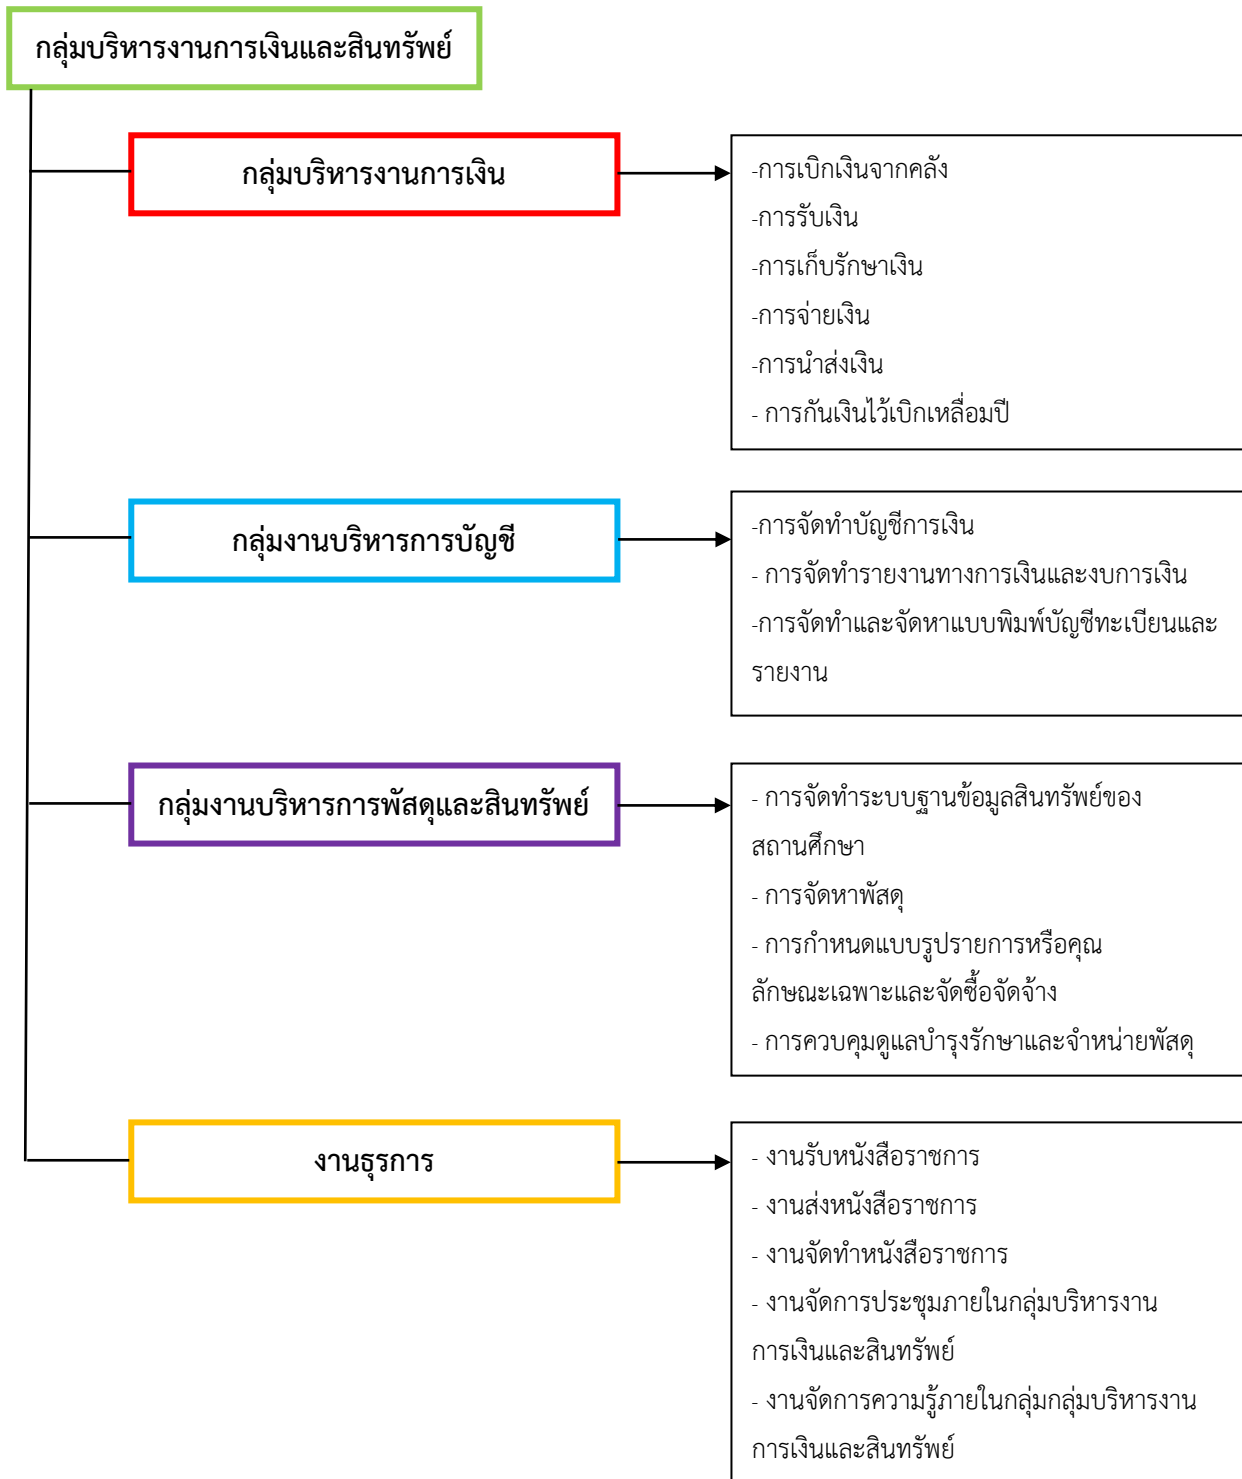 กลุ่มบริหารงานการเงินและสินทรัพย์
กลุ่มบริหารงานการเงิน
-การเบิกเงินจากคลัง
-การรับเงิน
-การเก็บรักษาเงิน
-การจ่ายเงิน
-การนำส่งเงิน
- การกันเงินไว้เบิกเหลื่อมปี
กลุ่มงานบริหารการบัญชี
-การจัดทำบัญชีการเงิน
- การจัดทำรายงานทางการเงินและงบการเงิน
-การจัดทำและจัดหาแบบพิมพ์บัญชีทะเบียนและ
รายงาน
กลุ่มงานบริหารการพัสดุและสินทรัพย์
- การจัดทำระบบฐานข้อมูลสินทรัพย์ของ
สถานศึกษา
- การจัดหาพัสดุ
- การกำหนดแบบรูปรายการหรือคุณ
ลักษณะเฉพาะและจัดซื้อจัดจ้าง
- การควบคุมดูแลบำรุงรักษาและจำหน่ายพัสดุ
งานธุรการ
- งานรับหนังสือราชการ
- งานส่งหนังสือราชการ
- งานจัดทำหนังสือราชการ
- งานจัดการประชุมภายในกลุ่มบริหารงาน
การเงินและสินทรัพย์
- งานจัดการความรู้ภายในกลุ่มกลุ่มบริหารงาน
การเงินและสินทรัพย์